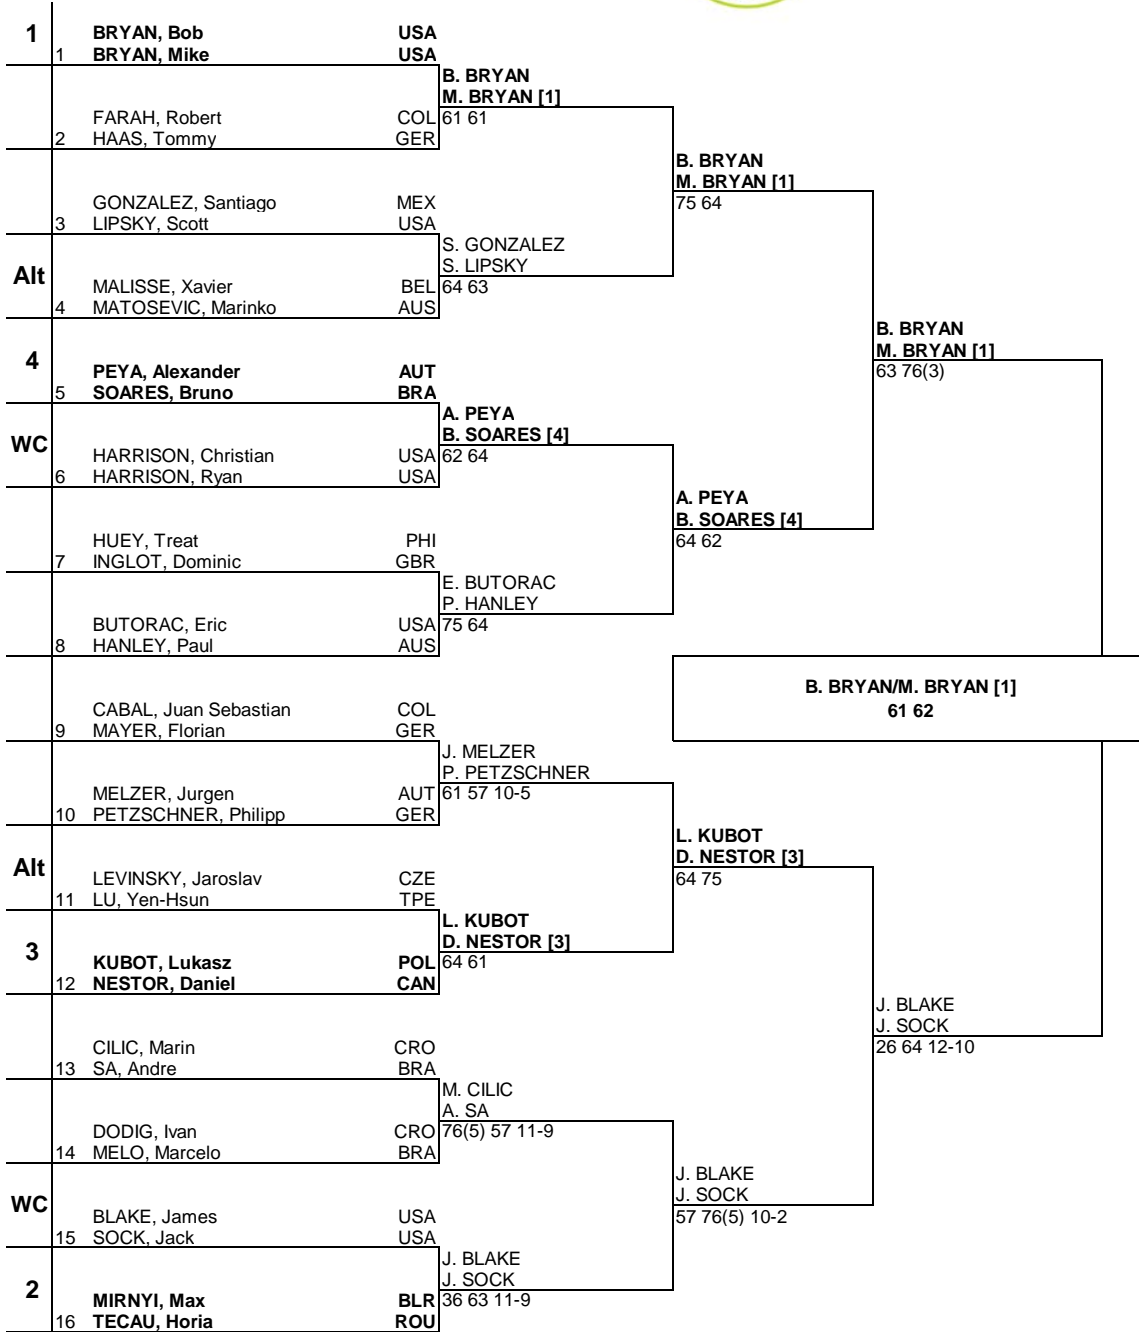 1 BRYAN, Bob USA
1 BRYAN, Mike USA
B. BRYAN
M. BRYAN [1]
FARAH, Robert COL 61 61
2 HAAS, Tommy GER
B. BRYAN
M. BRYAN [1]
GONZALEZ, Santiago MEX 75 64
3 LIPSKY, Scott USA
S. GONZALEZ
Alt S. LIPSKY
MALISSE, Xavier BEL 64 63
4 MATOSEVIC, Marinko AUS
B. BRYAN
4 M. BRYAN [1]
PEYA, Alexander AUT 63 76(3)
5 SOARES, Bruno BRA
A. PEYA
WC B. SOARES [4]
HARRISON, Christian USA 62 64
6 HARRISON, Ryan USA
A. PEYA
B. SOARES [4]
HUEY, Treat PHI 64 62
7 INGLOT, Dominic GBR
E. BUTORAC
P. HANLEY
BUTORAC, Eric USA 75 64
8 HANLEY, Paul AUS
B. BRYAN/M. BRYAN [1]
CABAL, Juan Sebastian COL 61 62
9 MAYER, Florian GER
J. MELZER
P. PETZSCHNER
MELZER, Jurgen AUT 61 57 10-5
10 PETZSCHNER, Philipp GER
L. KUBOT
Alt D. NESTOR [3]
LEVINSKY, Jaroslav CZE 64 75
11 LU, Yen-Hsun TPE
L. KUBOT
3 D. NESTOR [3]
KUBOT, Lukasz POL 64 61
12 NESTOR, Daniel CAN
J. BLAKE
J. SOCK
CILIC, Marin CRO 26 64 12-10
13 SA, Andre BRA
M. CILIC
A. SA
DODIG, Ivan CRO 76(5) 57 11-9
14 MELO, Marcelo BRA
J. BLAKE
WC J. SOCK
BLAKE, James USA 57 76(5) 10-2
15 SOCK, Jack USA
J. BLAKE
2 J. SOCK
MIRNYI, Max BLR 36 63 11-9
16 TECAU, Horia ROU